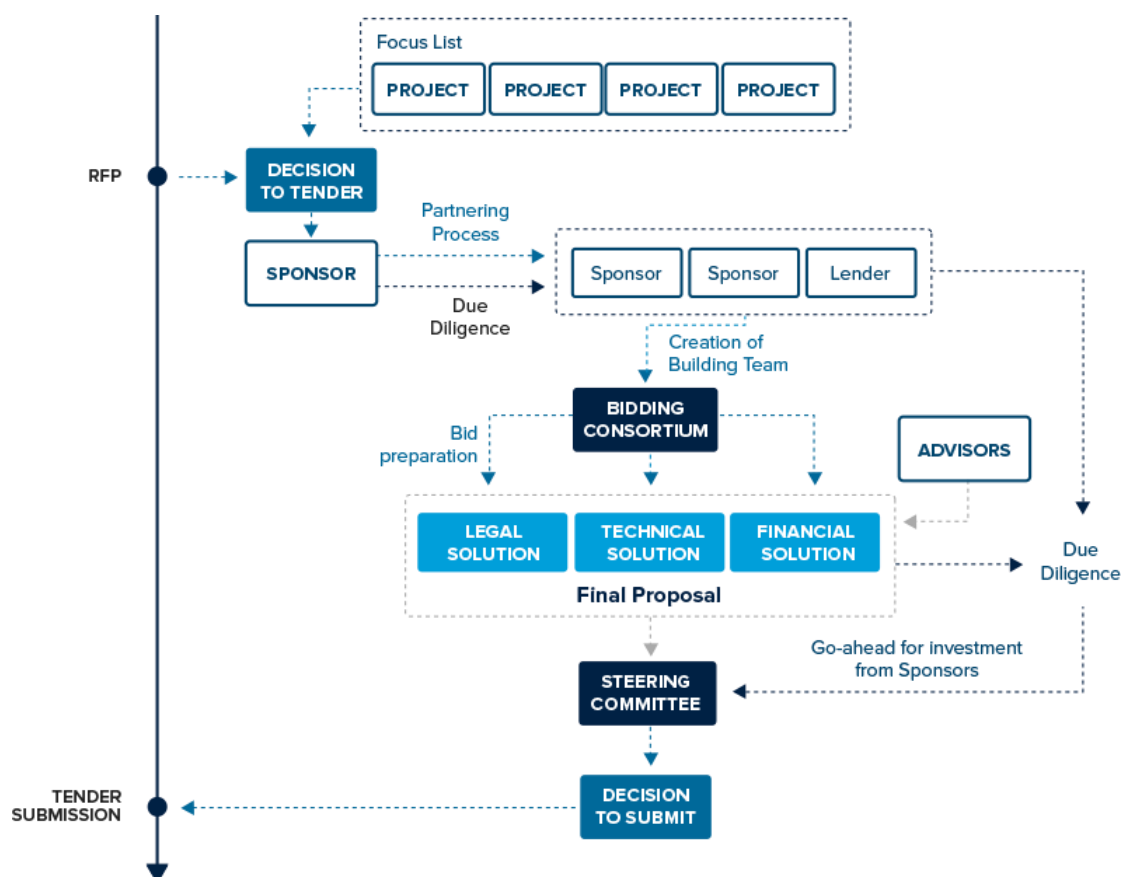 Focus List
PROJECT
PROJECT
PROJECT
PROJECT
RFP
DECISION
TO TENDER
Partnering
Process
SPONSOR
Due
Diligence
Sponsor
Sponsor
Lender
Creation of
Building Team
BIDDING
CONSORTIUM
Bid
preparation
ADVISORS
LEGAL
SOLUTION
TECHNICAL
SOLUTION
FINANCIAL
SOLUTION
Final Proposal
Due
Diligence
Go-ahead for investment
from Sponsors
STEERING
COMMITTEE
DECISION
TO SUBMIT
TENDER
SUBMISSION